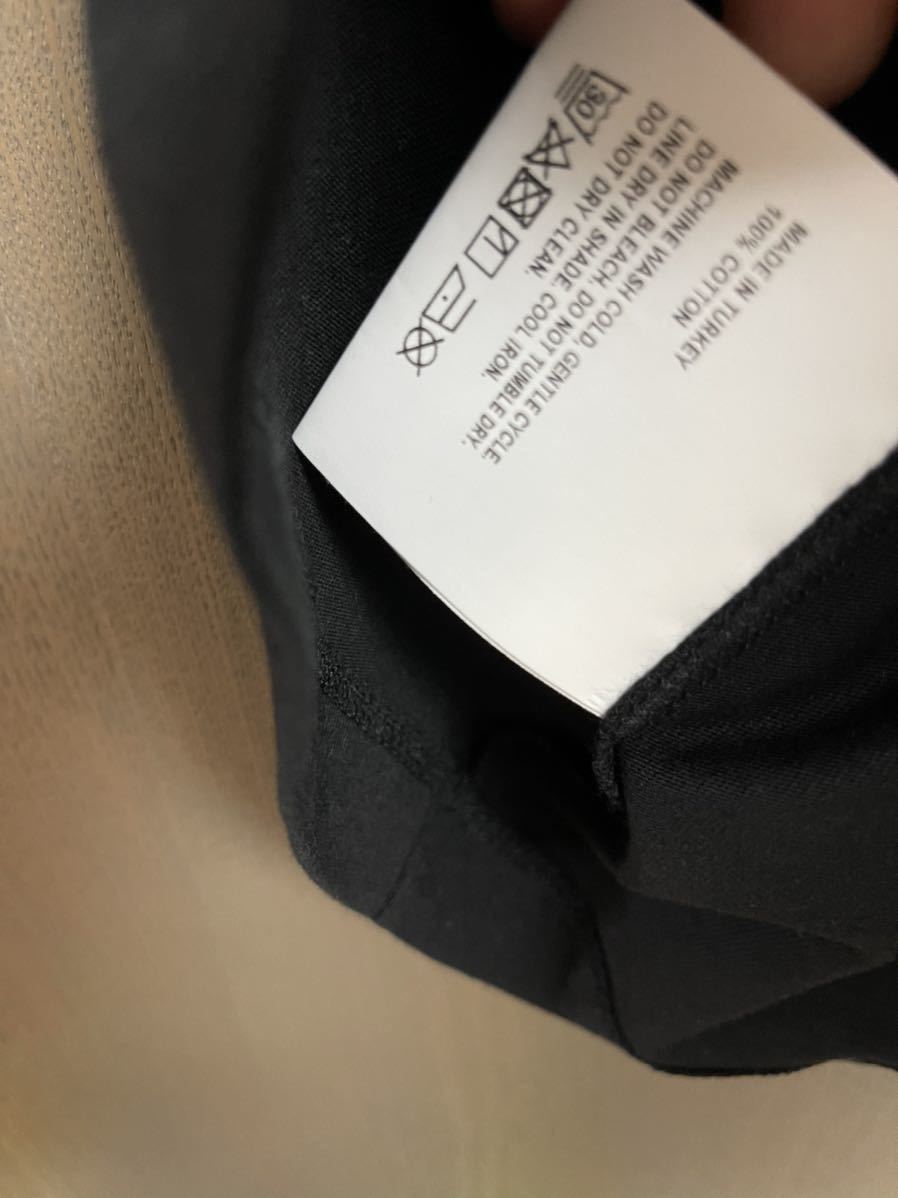 MADE IN TURKEY
100% COTTON
MACHINE WASH COLD, GENTLE CYCLE.
DO NOT BLEACH. DO NOT TUMBLE DRY.
LINE DRY IN SHADE. COOL IRON.
DO NOT DRY CLEAN.
30